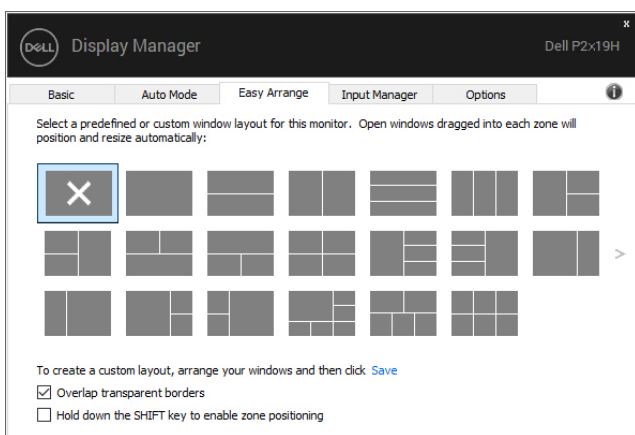 x
DELL Display Manager Dell P2x19H
Basic Auto Mode Easy Arrange Input Manager Options i
Select a predefined or custom window layout for this monitor. Open windows dragged into each zone will
position and resize automatically:
>
To create a custom layout, arrange your windows and then click Save
Overlap transparent borders
Hold down the SHIFT key to enable zone positioning